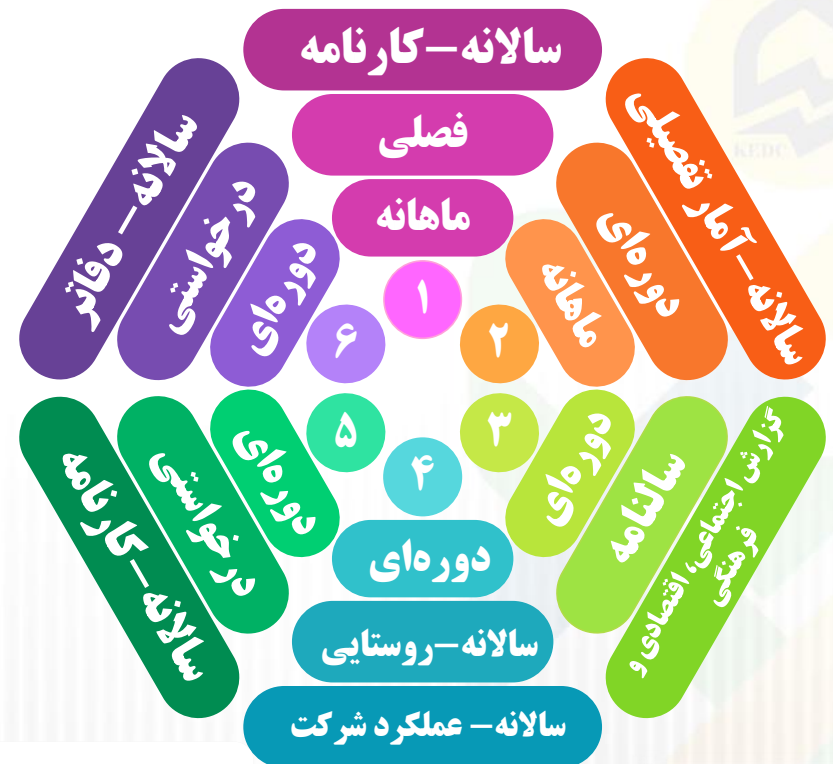 سالانه-کارنامه
فصلی
ماهانه
۱
سالانه- آمار تفصیلی
دوره‌ای
ماهانه
۲
گزارش اجتماعی، اقتصادی و
فرهنگی
سالنامه
دوره‌ای
۳
۴
دوره‌ای
سالانه-روستایی
سالانه- عملکرد شرکت
سالانه-کارنامه
درخواستی
دوره‌ای
۵
سالانه- دفاتر
درخواستی
دوره‌ای
۶
KEDC